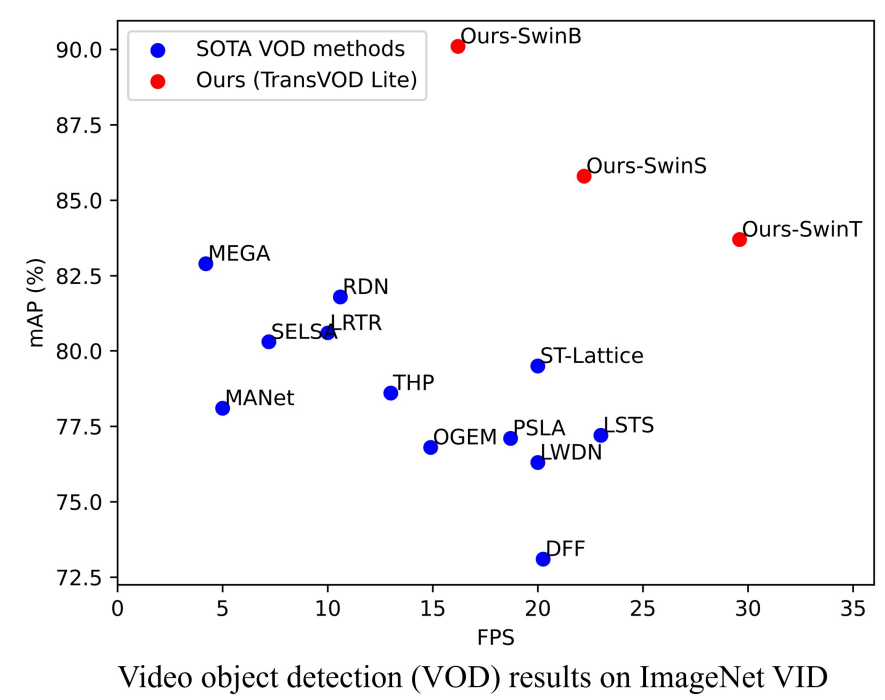 90.0
87.5
85.0
82.5
80.0
77.5
75.0
72.5
mAP (%)
SOTA VOD methods
Ours (TransVOD Lite)
Ours-SwinB
Ours-SwinS
Ours-SwinT
MEGA
RDN
LRTR
SELSA
ST-Lattice
THP
MANet
PSLA
LSTS
OGEM
LWDN
DFF
0 5 10 15 20 25 30 35
FPS
Video object detection (VOD) results on ImageNet VID